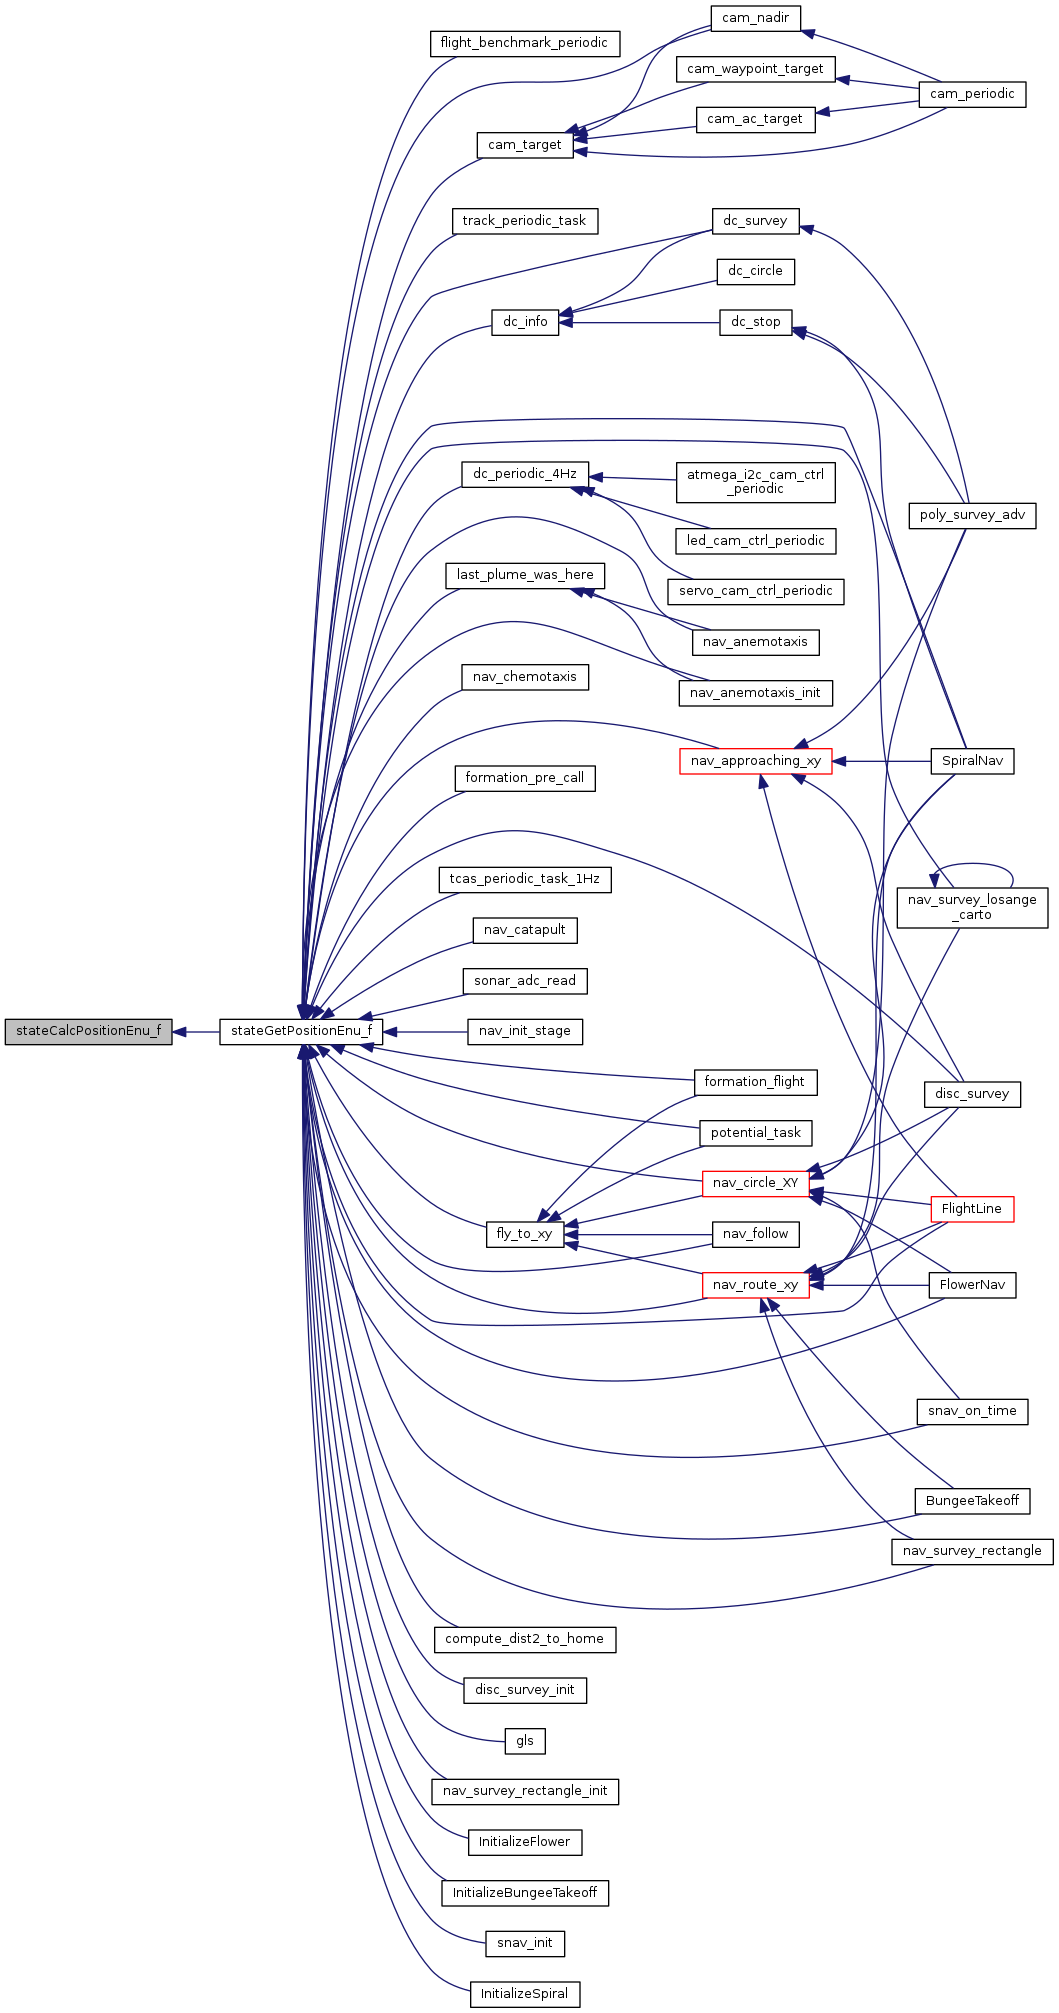 cam_nadir
flight_benchmark_periodic
cam_waypoint_target
cam_periodic
cam_ac_target
cam_target
track_periodic_task
dc_survey
dc_circle
dc_info
dc_stop
dc_periodic_4Hz
atmega_i2c_cam_ctrl
_periodic
poly_survey_adv
led_cam_ctrl_periodic
last_plume_was_here
servo_cam_ctrl_periodic
nav_anemotaxis
nav_chemotaxis
nav_anemotaxis_init
nav_approaching_xy
SpiralNav
formation_pre_call
tcas_periodic_task_1Hz
nav_survey_losange
_carto
nav_catapult
sonar_adc_read
stateCalcPositionEnu_f
stateGetPositionEnu_f
nav_init_stage
formation_flight
disc_survey
potential_task
nav_circle_XY
FlightLine
fly_to_xy
nav_follow
nav_route_xy
FlowerNav
snav_on_time
BungeeTakeoff
nav_survey_rectangle
compute_dist2_to_home
disc_survey_init
gls
nav_survey_rectangle_init
InitializeFlower
InitializeBungeeTakeoff
snav_init
InitializeSpiral